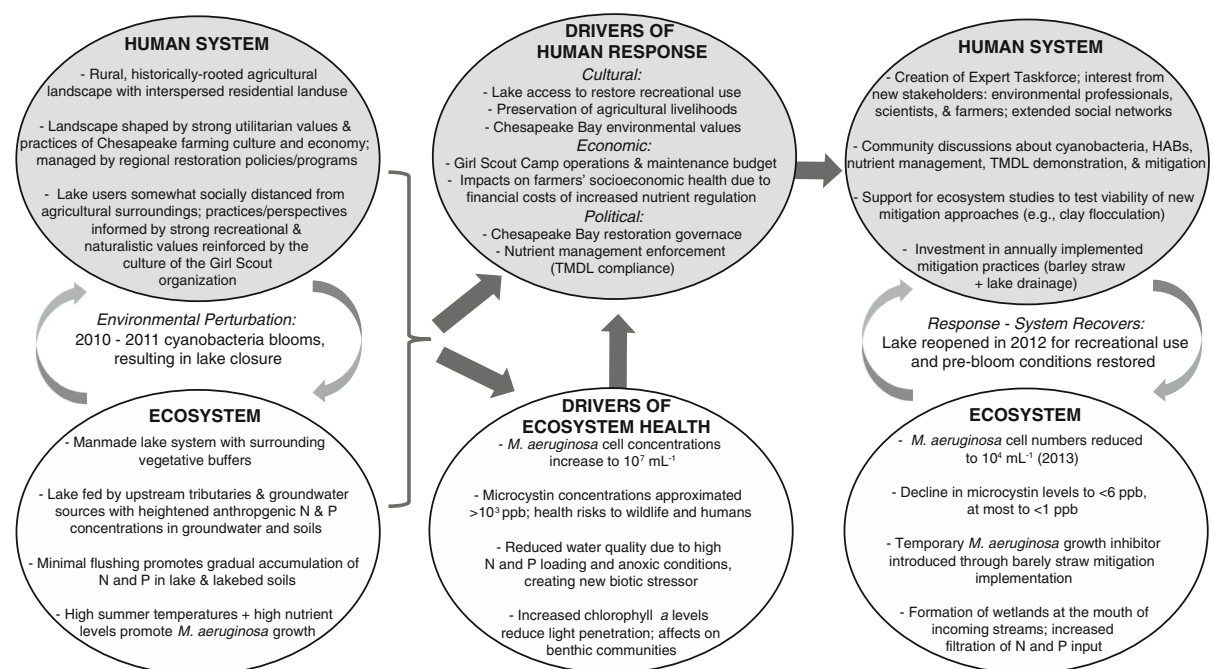 HUMAN SYSTEM
- Rural, historically-rooted agricultural
landscape with interspersed residential landuse
- Landscape shaped by strong utilitarian values &
practices of Chesapeake farming culture and economy;
managed by regional restoration policies/programs
- Lake users somewhat socially distanced from
agricultural surroundings; practices/perspectives
informed by strong recreational &
naturalistic values reinforced by the
culture of the Girl Scout
organization
Environmental Perturbation:
2010 - 2011 cyanobacteria blooms,
resulting in lake closure
ECOSYSTEM
- Manmade lake system with surrounding
vegetative buffers
- Lake fed by upstream tributaries & groundwater
sources with heightened anthropgenic N & P
concentrations in groundwater and soils
- Minimal flushing promotes gradual accumulation of
N and P in lake & lakebed soils
- High summer temperatures + high nutrient
levels promote M. aeruginosa growth
DRIVERS OF
HUMAN RESPONSE
Cultural:
- Lake access to restore recreational use
- Preservation of agricultural livelihoods
- Chesapeake Bay environmental values
Economic:
- Girl Scout Camp operations & maintenance budget
- Impacts on farmers' socioeconomic health due to
financial costs of increased nutrient regulation
Political:
- Chesapeake Bay restoration governace
- Nutrient management enforcement
(TMDL compliance)
DRIVERS OF
ECOSYSTEM HEALTH
- M. aeruginosa cell concentrations
increase to 10⁷ mL⁻¹
- Microcystin concentrations approximated
>10³ ppb; health risks to wildlife and humans
- Reduced water quality due to high
N and P loading and anoxic conditions,
creating new biotic stressor
- Increased chlorophyll a levels
reduce light penetration; affects on
benthic communities
HUMAN SYSTEM
- Creation of Expert Taskforce; interest from
new stakeholders: environmental professionals,
scientists, & farmers; extended social networks
- Community discussions about cyanobacteria, HABs,
nutrient management, TMDL demonstration, & mitigation
- Support for ecosystem studies to test viability of new
mitigation approaches (e.g., clay flocculation)
- Investment in annually implemented
mitigation practices (barley straw
+ lake drainage)
Response - System Recovers:
Lake reopened in 2012 for recreational use
and pre-bloom conditions restored
ECOSYSTEM
- M. aeruginosa cell numbers reduced
to 10⁴ mL⁻¹ (2013)
- Decline in microcystin levels to <6 ppb,
at most to <1 ppb
- Temporary M. aeruginosa growth inhibitor
introduced through barely straw mitigation
implementation
- Formation of wetlands at the mouth of
incoming streams; increased
filtration of N and P input